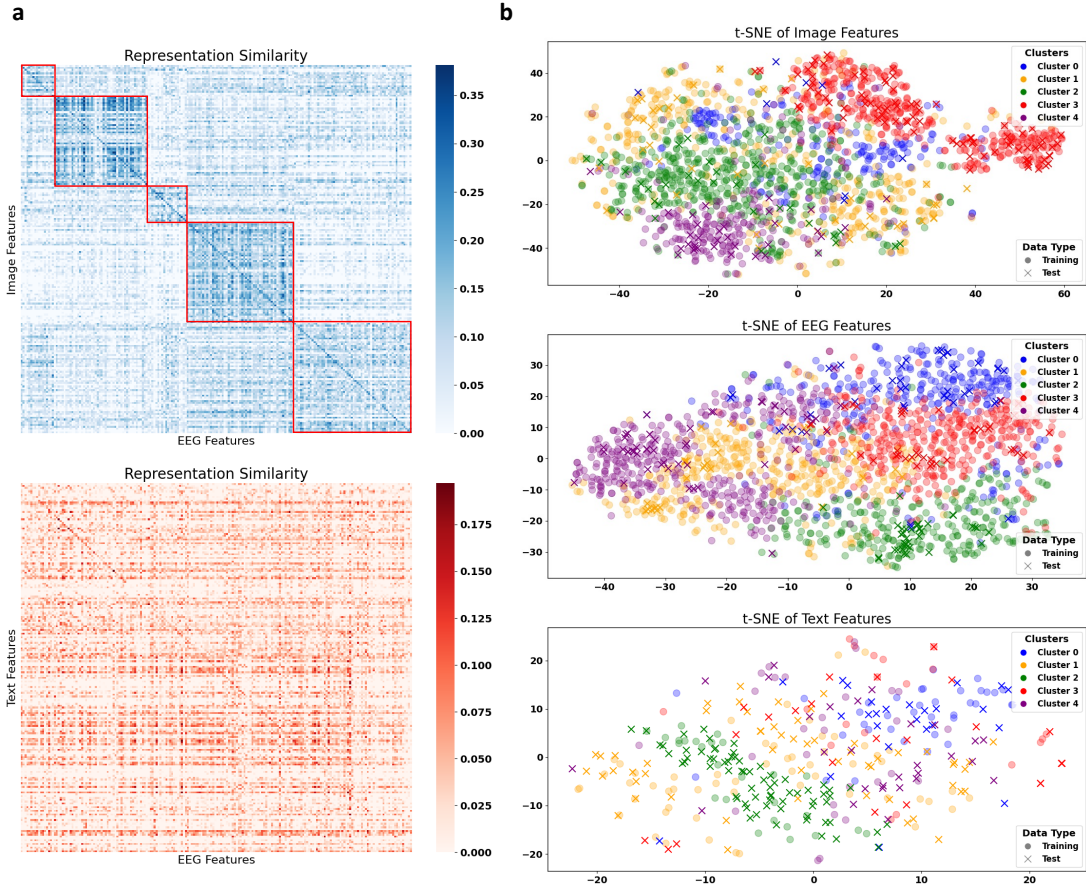 a
Representation Similarity
Image Features
0.35
0.30
0.25
0.20
0.15
0.10
0.05
0.00
EEG Features
Representation Similarity
Text Features
0.175
0.150
0.125
0.100
0.075
0.050
0.025
0.000
EEG Features
b
t-SNE of Image Features
40
20
0
−20
−40
−40
−20
0
20
40
60
Clusters
Cluster 0
Cluster 1
Cluster 2
Cluster 3
Cluster 4
Data Type
Training
Test
t-SNE of EEG Features
30
20
10
0
−10
−20
−30
−40
−30
−20
−10
0
10
20
30
Clusters
Cluster 0
Cluster 1
Cluster 2
Cluster 3
Cluster 4
Data Type
Training
Test
t-SNE of Text Features
20
10
0
−10
−20
−20
−10
0
10
20
Clusters
Cluster 0
Cluster 1
Cluster 2
Cluster 3
Cluster 4
Data Type
Training
Test